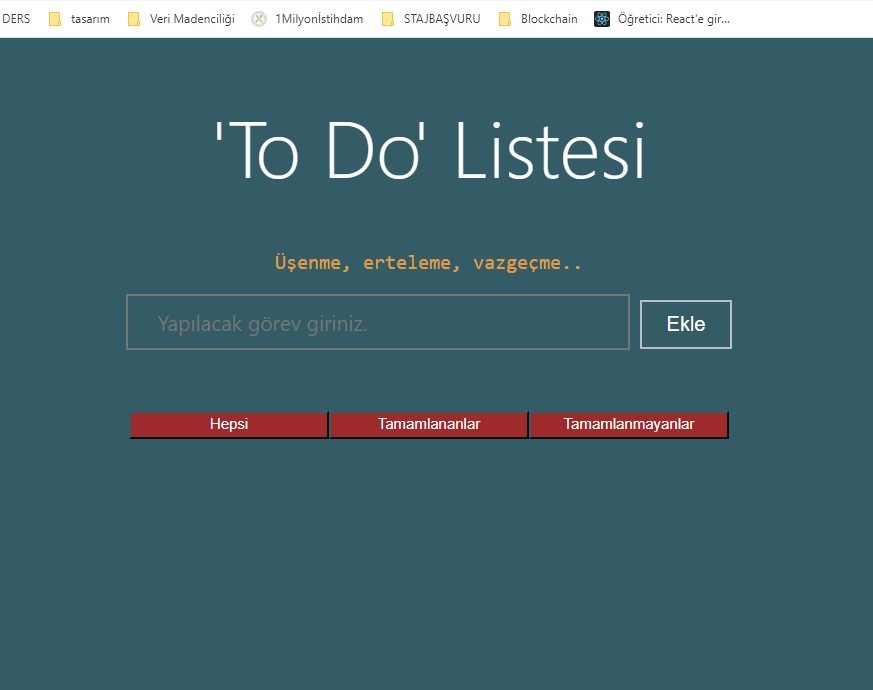 DERS tasarım Veri Madenciliği 1Milyonİstihdam STAJBAŞVURU Blockchain Öğretici: React'e gir...
'To Do' Listesi
Üşenme, erteleme, vazgeçme..
Yapılacak görev giriniz. Ekle
Hepsi Tamamlananlar Tamamlanmayanlar